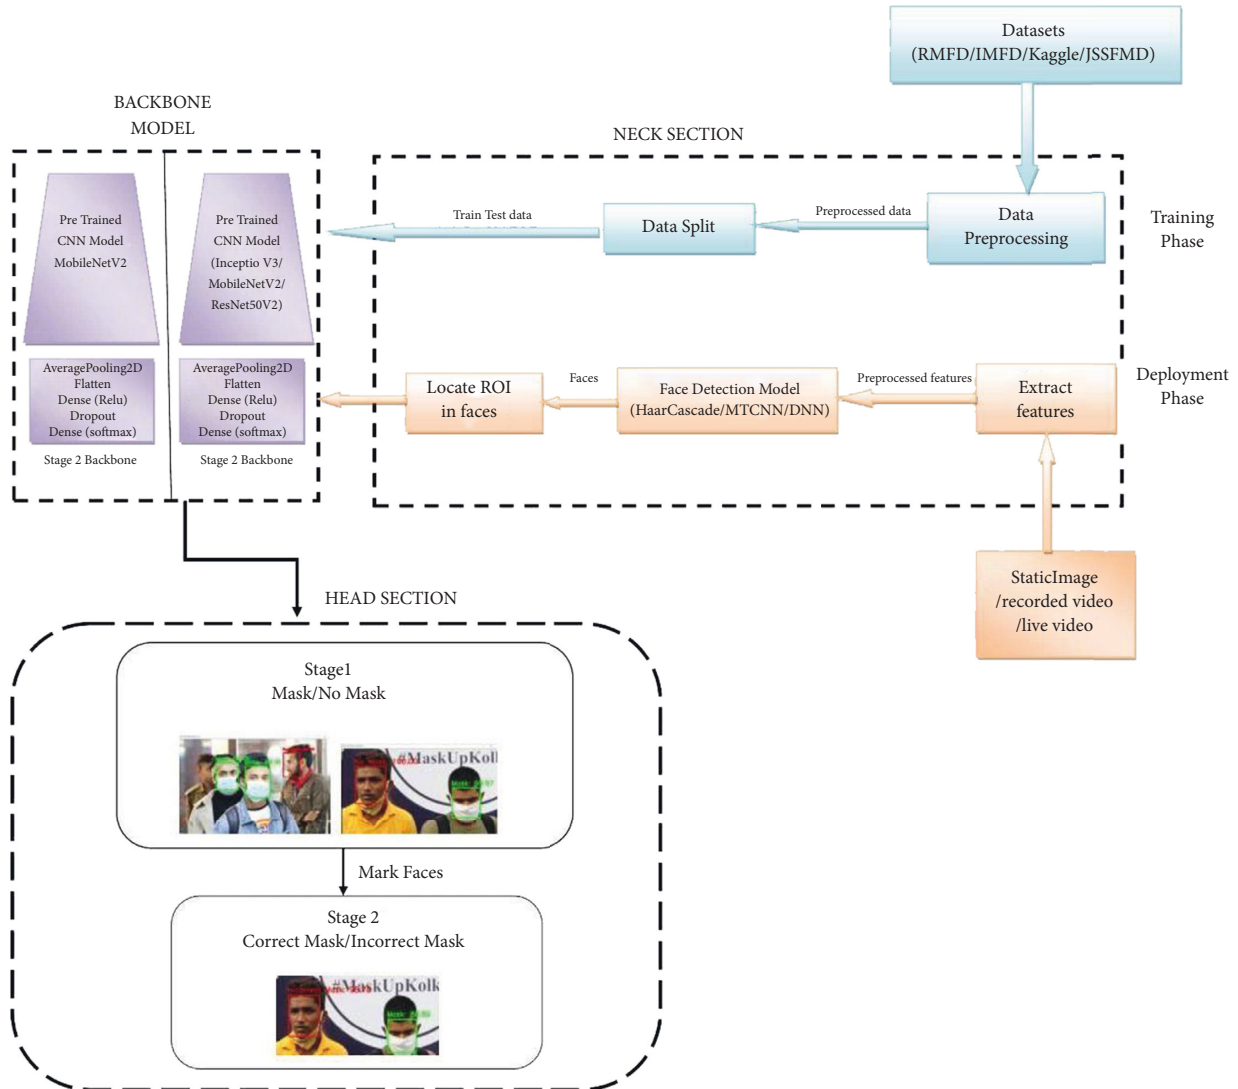 Datasets
(RMFD/IMFD/Kaggle/JSSFMD)
BACKBONE
MODEL
NECK SECTION
Pre Trained
CNN Model
MobileNetV2
Pre Trained
CNN Model
(Inceptio V3/
MobileNetV2/
ResNet50V2)
Train Test data
Data Split
Preprocessed data
Data
Preprocessing
Training
Phase
AveragePooling2D
Flatten
Dense (Relu)
Dropout
Dense (softmax)
Stage 2 Backbone
AveragePooling2D
Flatten
Dense (Relu)
Dropout
Dense (softmax)
Stage 2 Backbone
Locate ROI
in faces
Faces
Face Detection Model
(HaarCascade/MTCNN/DNN)
Preprocessed features
Extract
features
Deployment
Phase
StaticImage
/recorded video
/live video
HEAD SECTION
Stage1
Mask/No Mask
#MaskUpKoll
Mark Faces
Stage 2
Correct Mask/Incorrect Mask
#MaskUpKolk